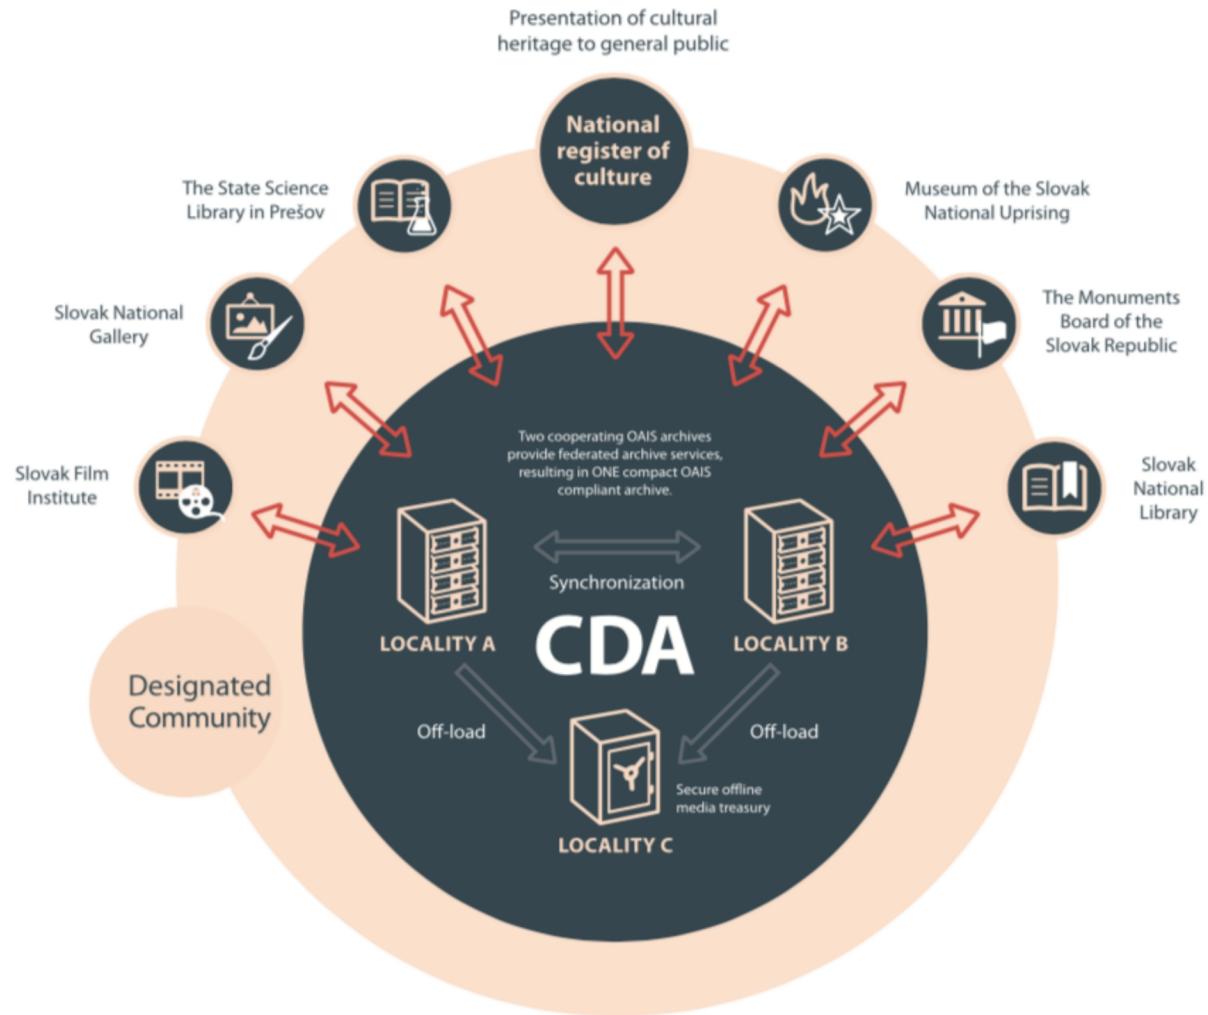 Presentation of cultural
heritage to general public
National
register of
culture
The State Science
Library in Prešov
Museum of the Slovak
National Uprising
Slovak National
Gallery
The Monuments
Board of the
Slovak Republic
Slovak Film
Institute
Slovak
National
Library
Two cooperating OAIS archives
provide federated archive services,
resulting in ONE compact OAIS
compliant archive.
Synchronization
LOCALITY A
CDA
LOCALITY B
Designated
Community
Off-load
Off-load
Secure offline
media treasury
LOCALITY C